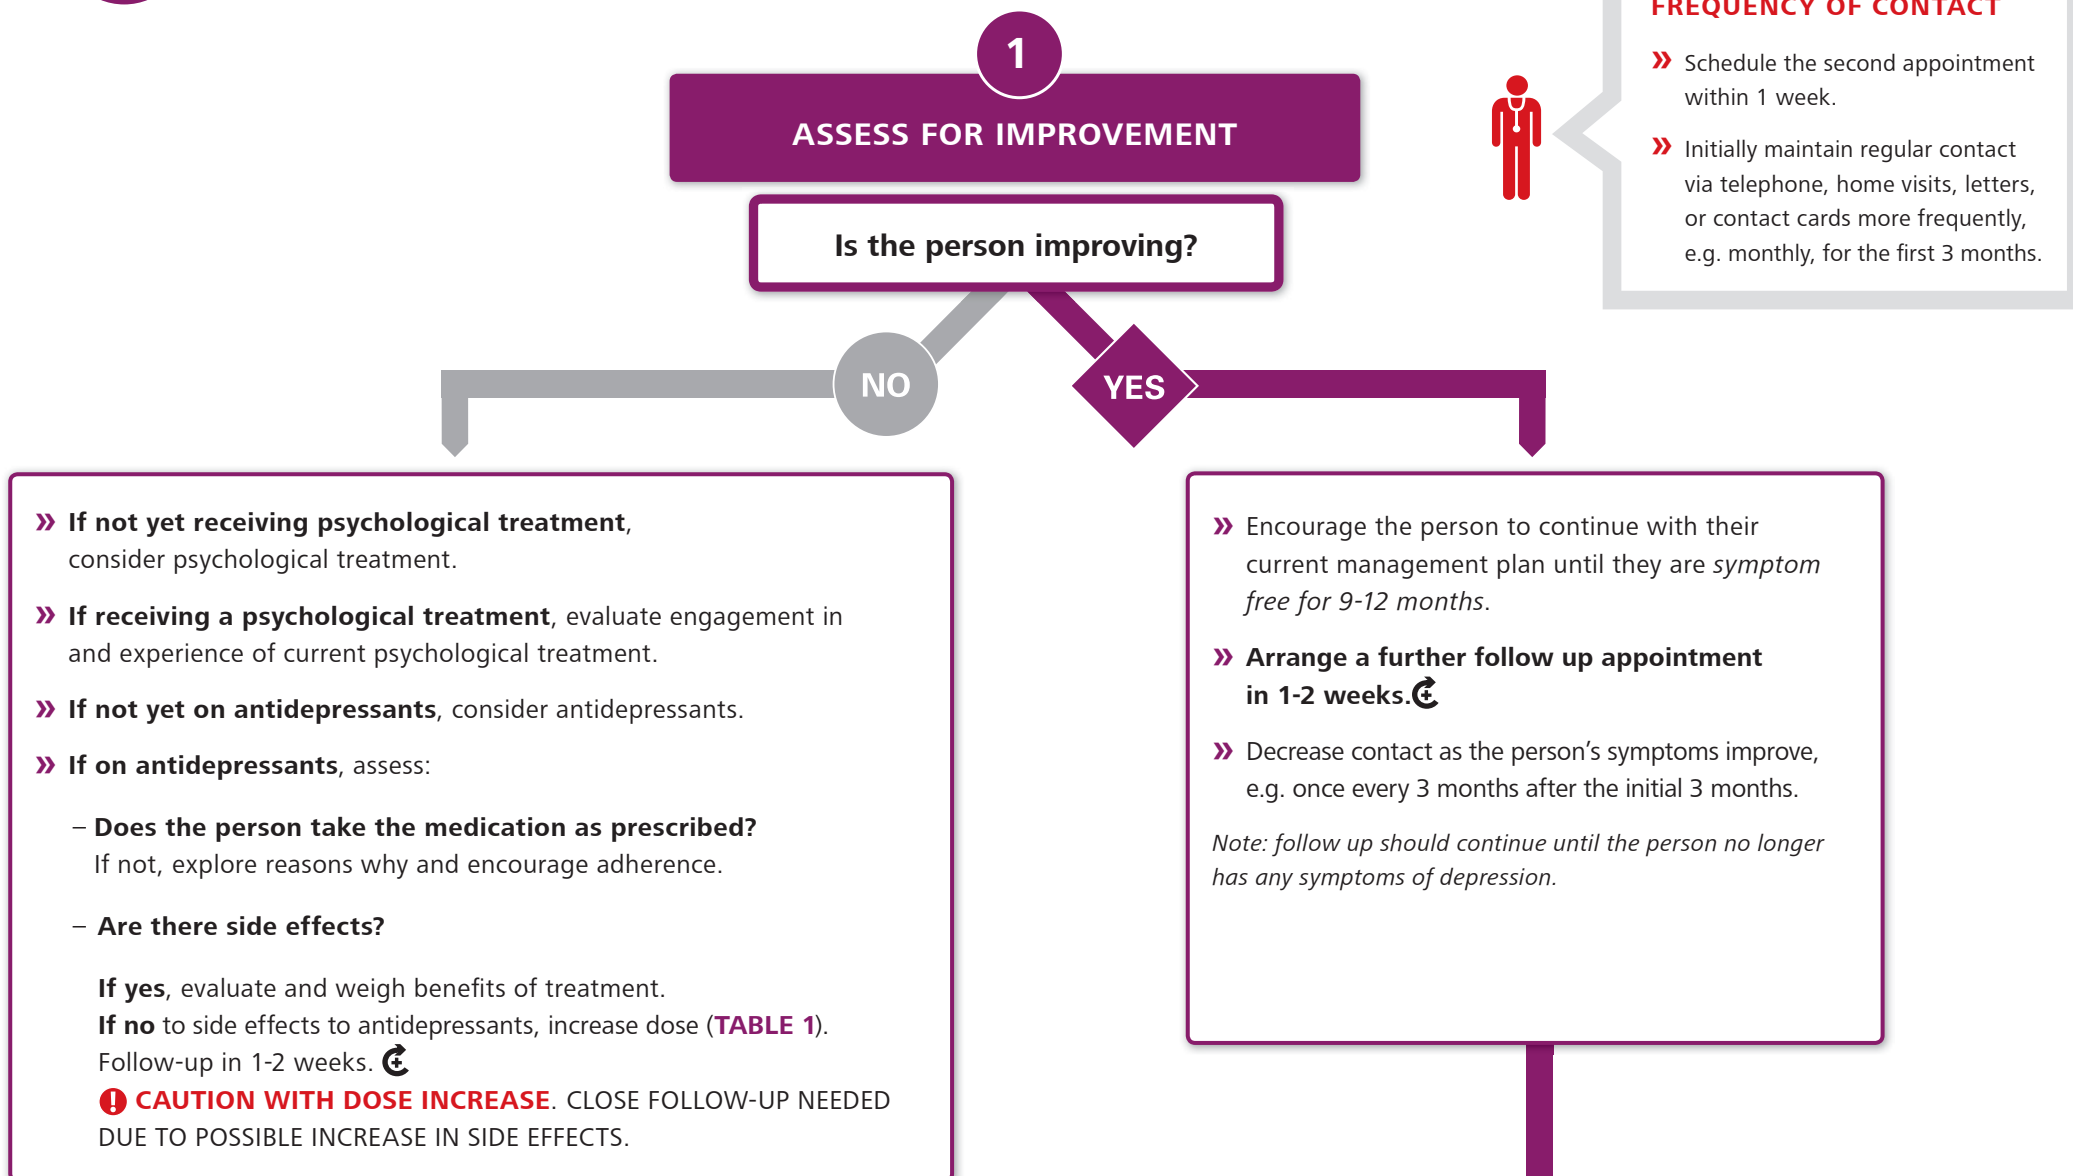 1
ASSESS FOR IMPROVEMENT
Is the person improving?
FREQUENCY OF CONTACT
» Schedule the second appointment
within 1 week.
» Initially maintain regular contact
via telephone, home visits, letters,
or contact cards more frequently,
e.g. monthly, for the first 3 months.
NO
YES
» If not yet receiving psychological treatment,
consider psychological treatment.
» If receiving a psychological treatment, evaluate engagement in
and experience of current psychological treatment.
» If not yet on antidepressants, consider antidepressants.
» If on antidepressants, assess:
– Does the person take the medication as prescribed?
If not, explore reasons why and encourage adherence.
– Are there side effects?
If yes, evaluate and weigh benefits of treatment.
If no to side effects to antidepressants, increase dose (TABLE 1).
Follow-up in 1-2 weeks.
! CAUTION WITH DOSE INCREASE. CLOSE FOLLOW-UP NEEDED
DUE TO POSSIBLE INCREASE IN SIDE EFFECTS.
» Encourage the person to continue with their
current management plan until they are symptom
free for 9-12 months.
» Arrange a further follow up appointment
in 1-2 weeks.
» Decrease contact as the person’s symptoms improve,
e.g. once every 3 months after the initial 3 months.
Note: follow up should continue until the person no longer
has any symptoms of depression.